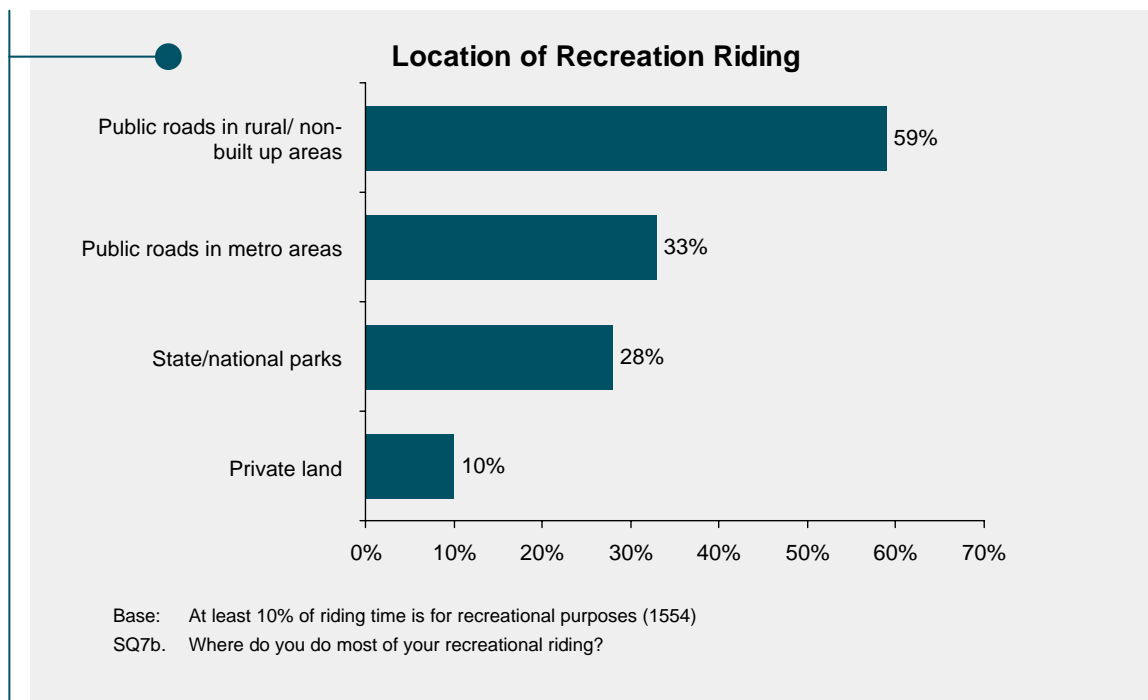 Location of Recreation Riding
Public roads in rural/ non-
built up areas
59%
Public roads in metro areas
33%
State/national parks
28%
Private land
10%
0% 10% 20% 30% 40% 50% 60% 70%
Base: At least 10% of riding time is for recreational purposes (1554)
SQ7b. Where do you do most of your recreational riding?